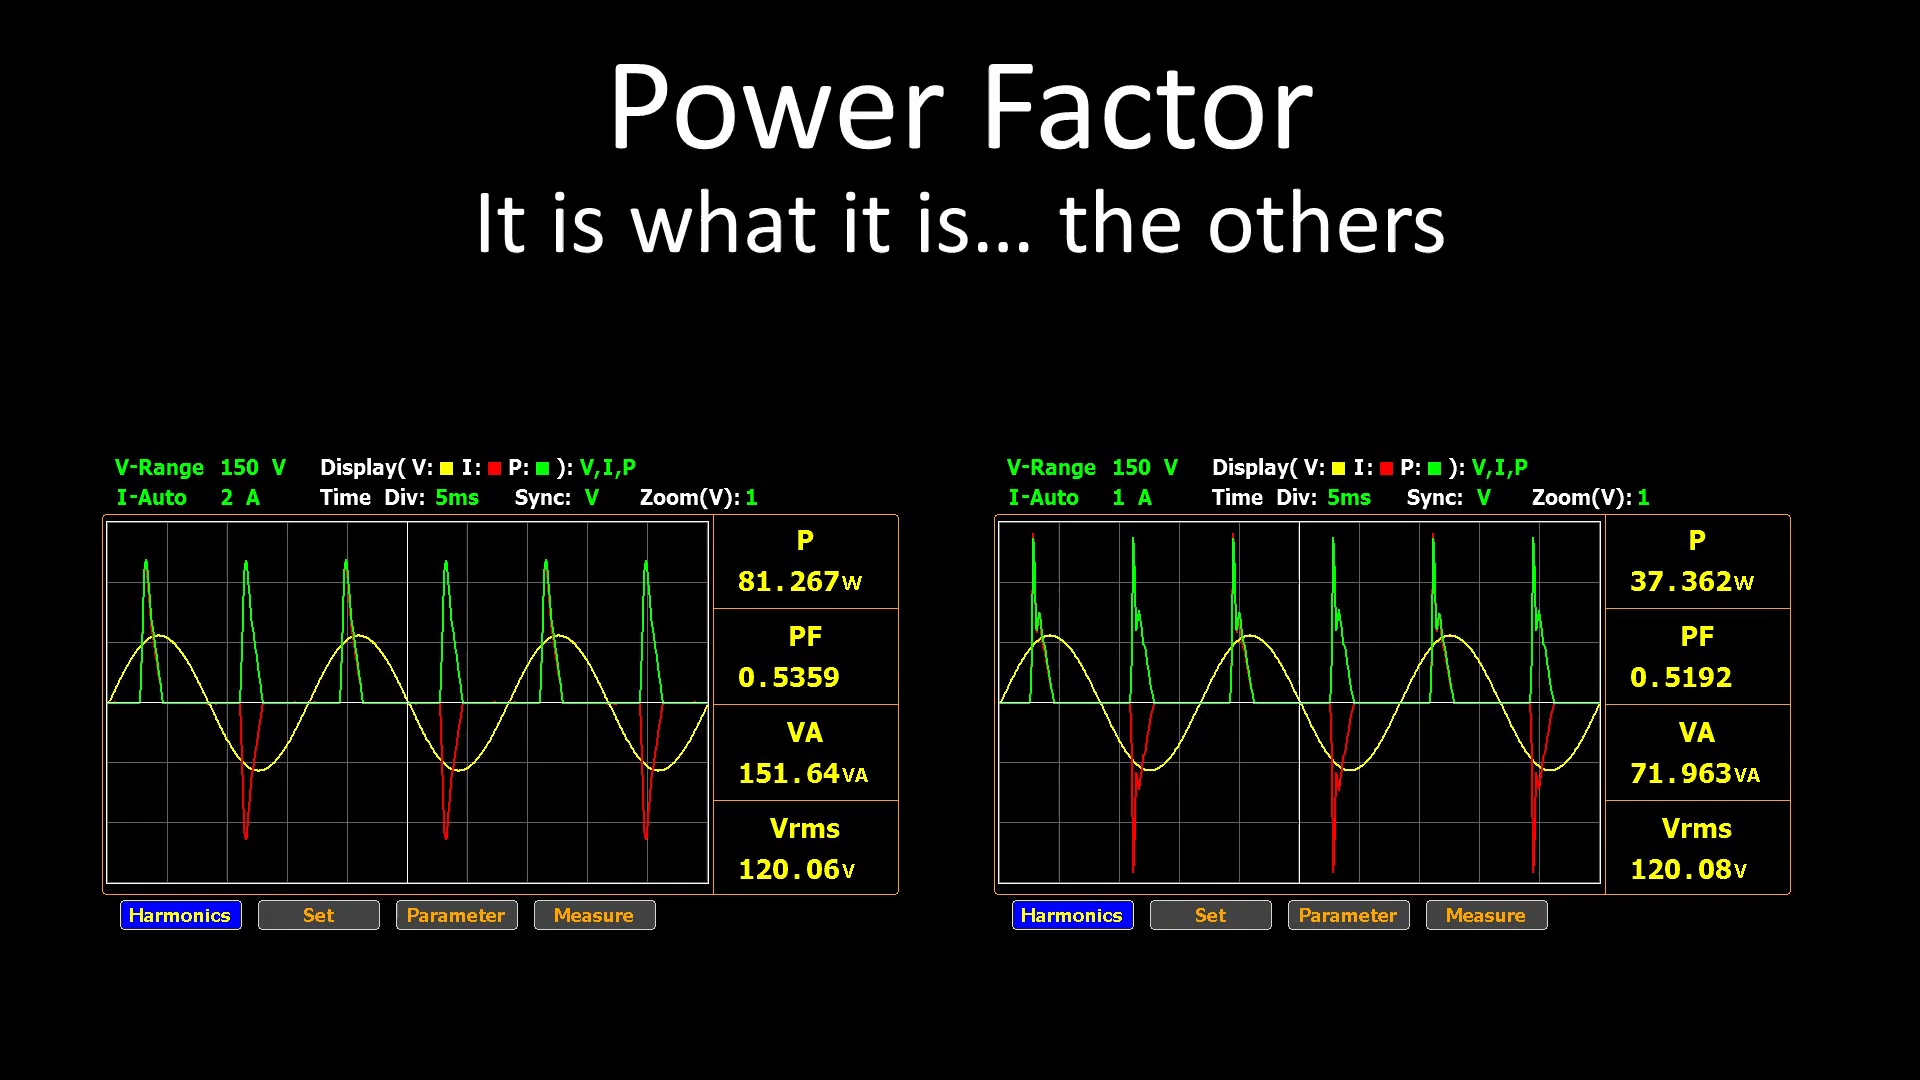 Power Factor
It is what it is... the others
V-Range 150 V Display( V: I: P: ): V,I,P
I-Auto 2 A Time Div: 5ms Sync: V Zoom(V): 1
P
81.267W
PF
0.5359
VA
151.64VA
Vrms
120.06V
Harmonics Set Parameter Measure
V-Range 150 V Display( V: I: P: ): V,I,P
I-Auto 1 A Time Div: 5ms Sync: V Zoom(V): 1
P
37.362W
PF
0.5192
VA
71.963VA
Vrms
120.08V
Harmonics Set Parameter Measure